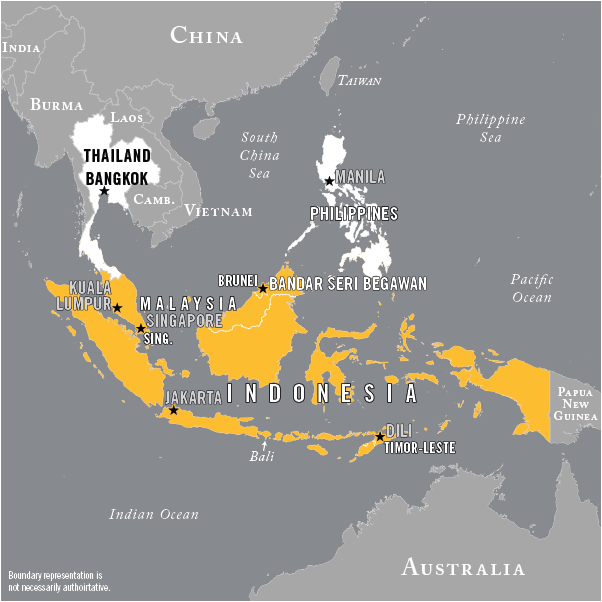 CHINA
INDIA
TAIWAN
BURMA
LAOS
Philippine
Sea
South
China
Sea
THAILAND
BANGKOK
MANILA
CAMB.
VIETNAM
PHILIPPINES
Pacific
Ocean
BRUNEI
BANDAR SERI BEGAWAN
KUALA
LUMPUR
MALAYSIA
SINGAPORE
SING.
JAKARTA
INDONESIA
PAPUA
NEW
GUINEA
DILI
TIMOR-LESTE
Bali
Indian Ocean
AUSTRALIA
Boundary representation is
not necessarily authoirtative.